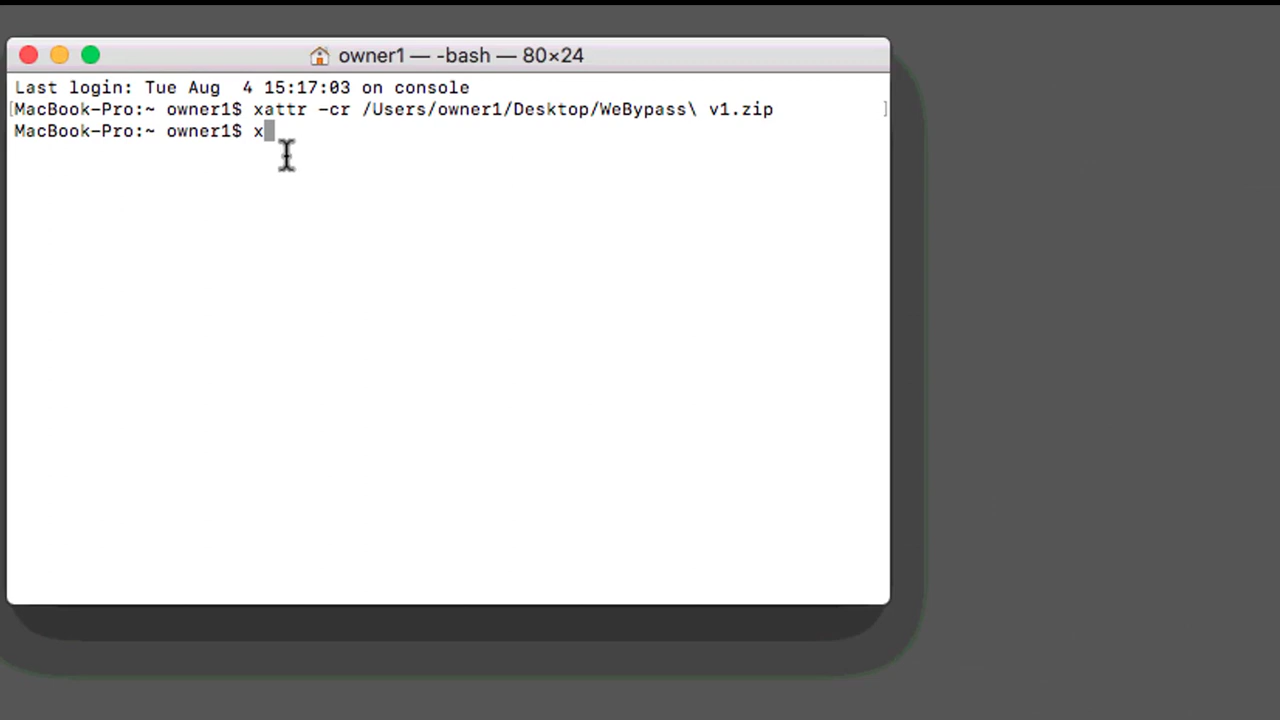 owner1 — -bash — 80×24
Last login: Tue Aug  4 15:17:03 on console
[MacBook-Pro:~ owner1$ xattr -cr /Users/owner1/Desktop/WeBypass\ v1.zip ]
MacBook-Pro:~ owner1$ x